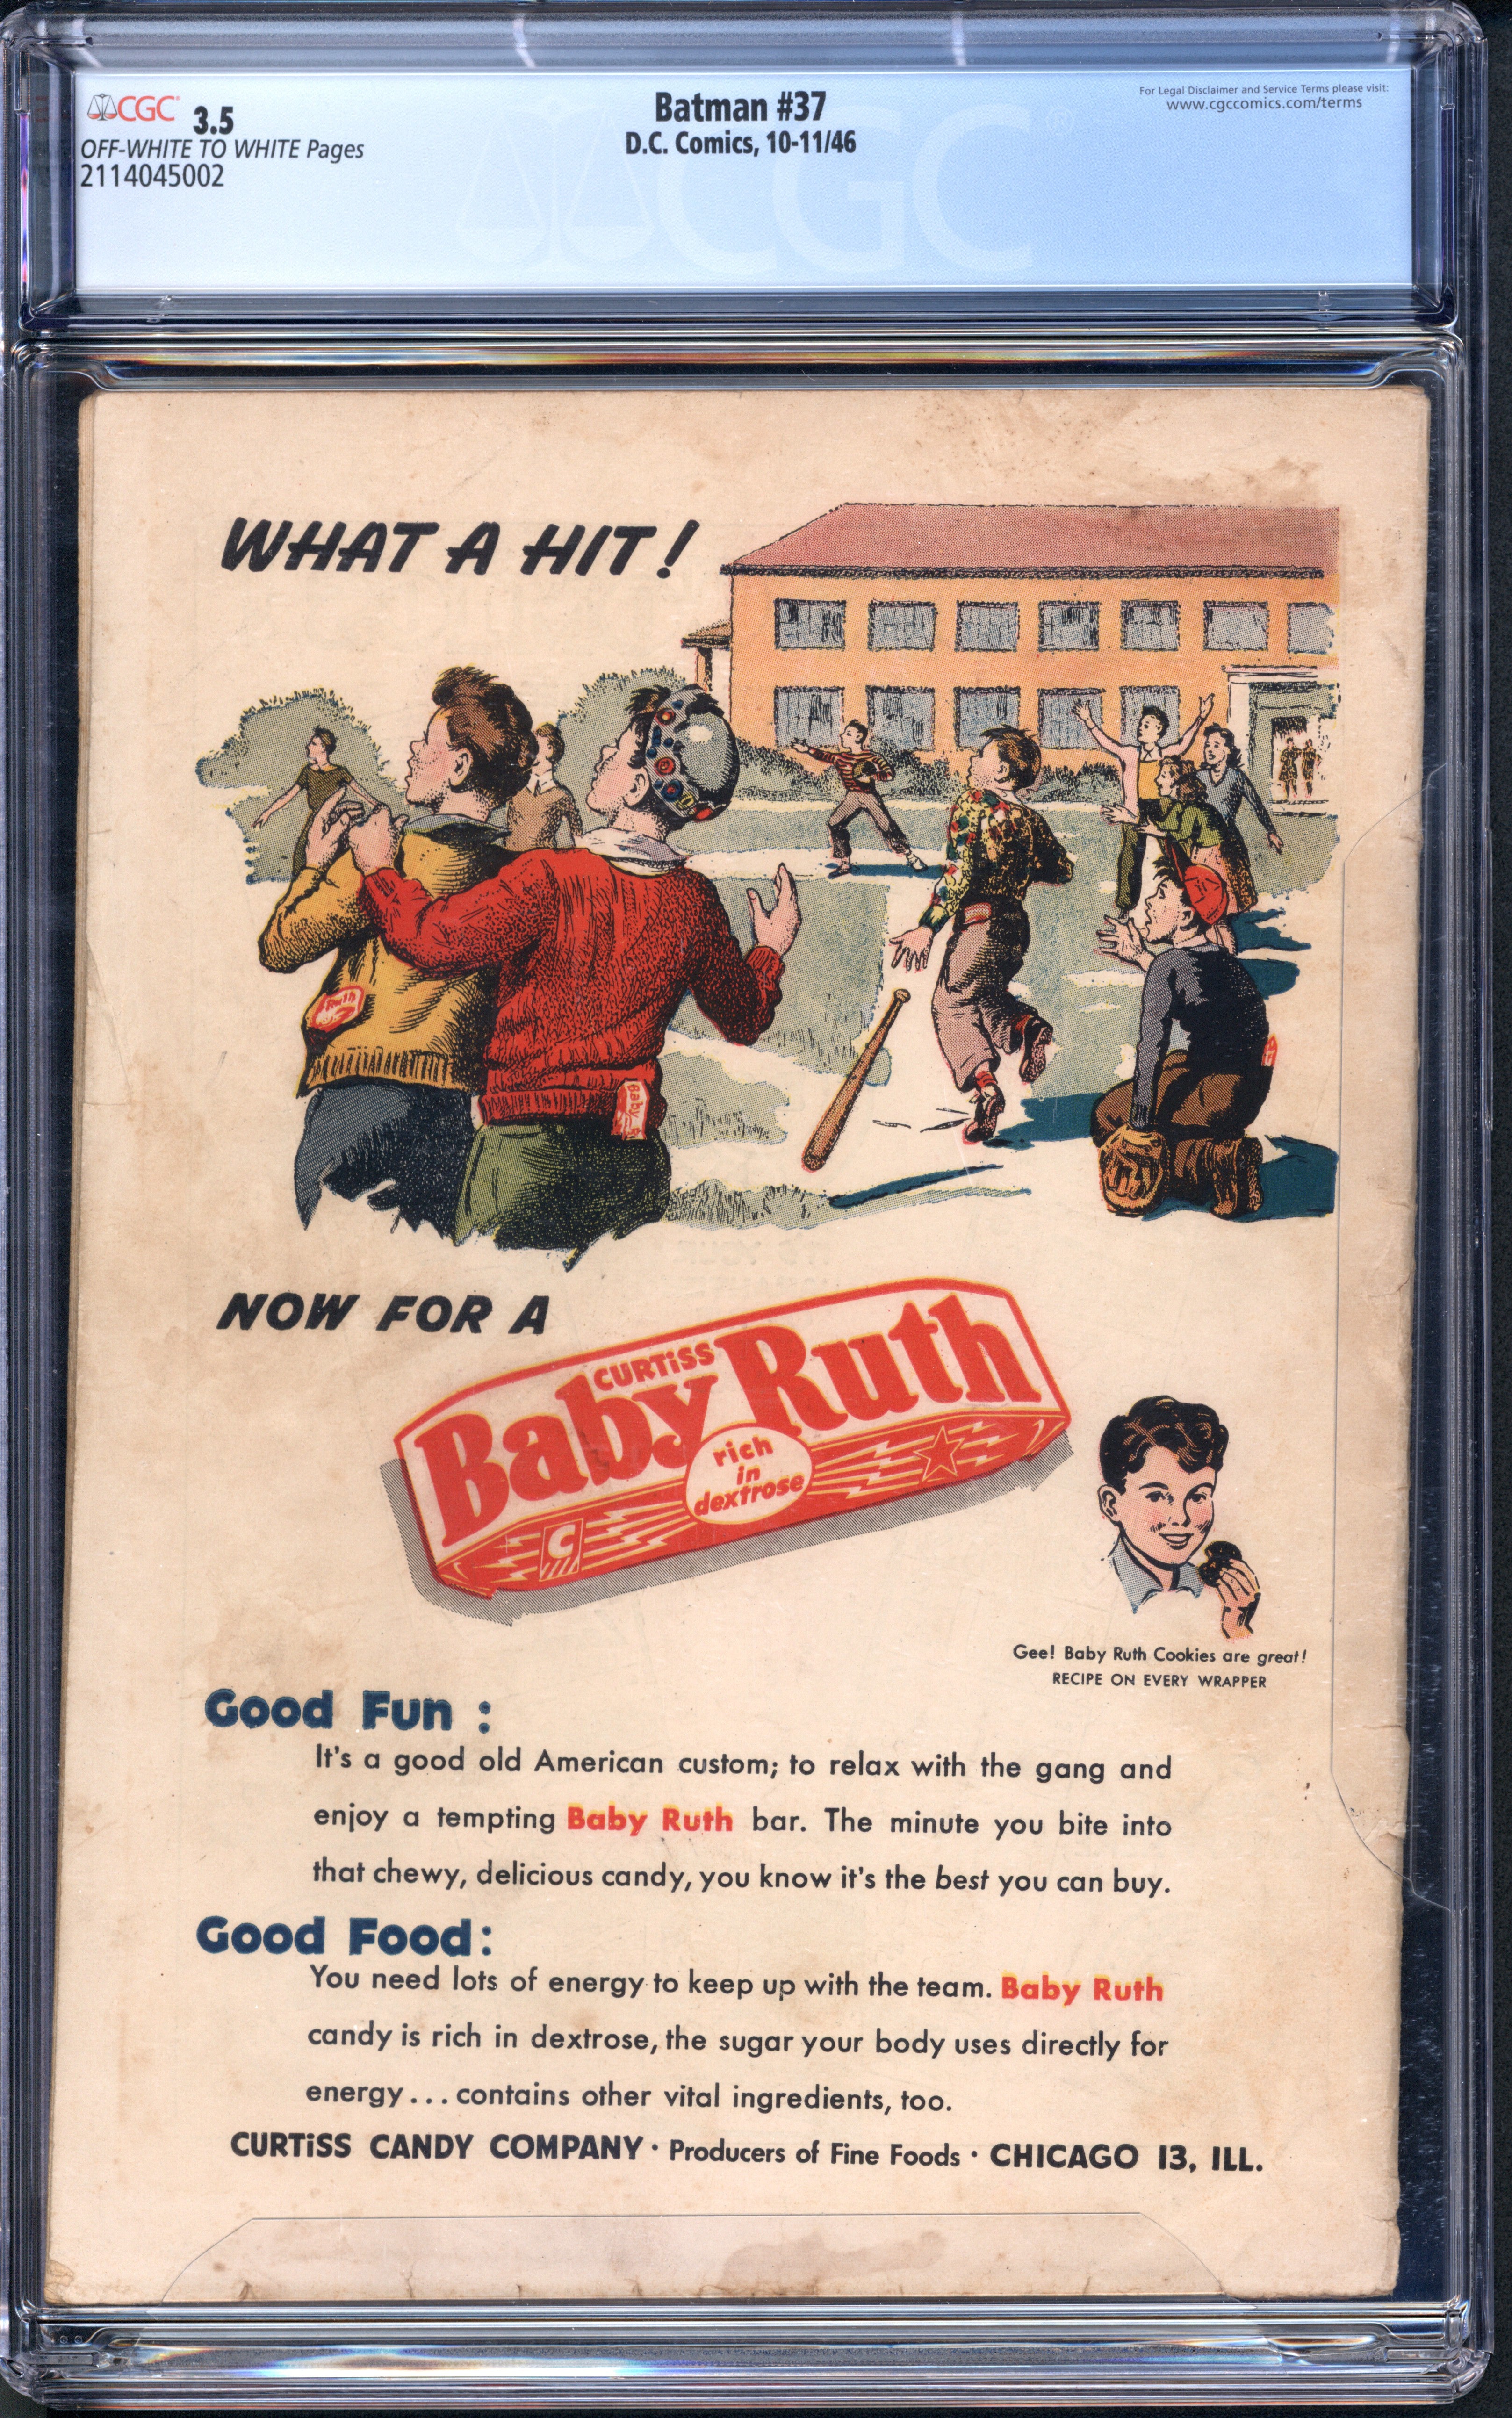 CGC 3.5
OFF-WHITE TO WHITE Pages
2114045002
Batman #37
D.C. Comics, 10-11/46
For Legal Disclaimer and Service Terms please visit:
www.cgccomics.com/terms
CGC®
WHAT A HIT!
Ruth
Baby
NOW FOR A
CURTiSS
Baby Ruth
rich
in
dextrose
C
Gee! Baby Ruth Cookies are great!
RECIPE ON EVERY WRAPPER
Good Fun :
It's a good old American custom; to relax with the gang and
enjoy a tempting Baby Ruth bar. The minute you bite into
that chewy, delicious candy, you know it's the best you can buy.
Good Food:
You need lots of energy to keep up with the team. Baby Ruth
candy is rich in dextrose, the sugar your body uses directly for
energy... contains other vital ingredients, too.
CURTiSS CANDY COMPANY · Producers of Fine Foods · CHICAGO 13, ILL.